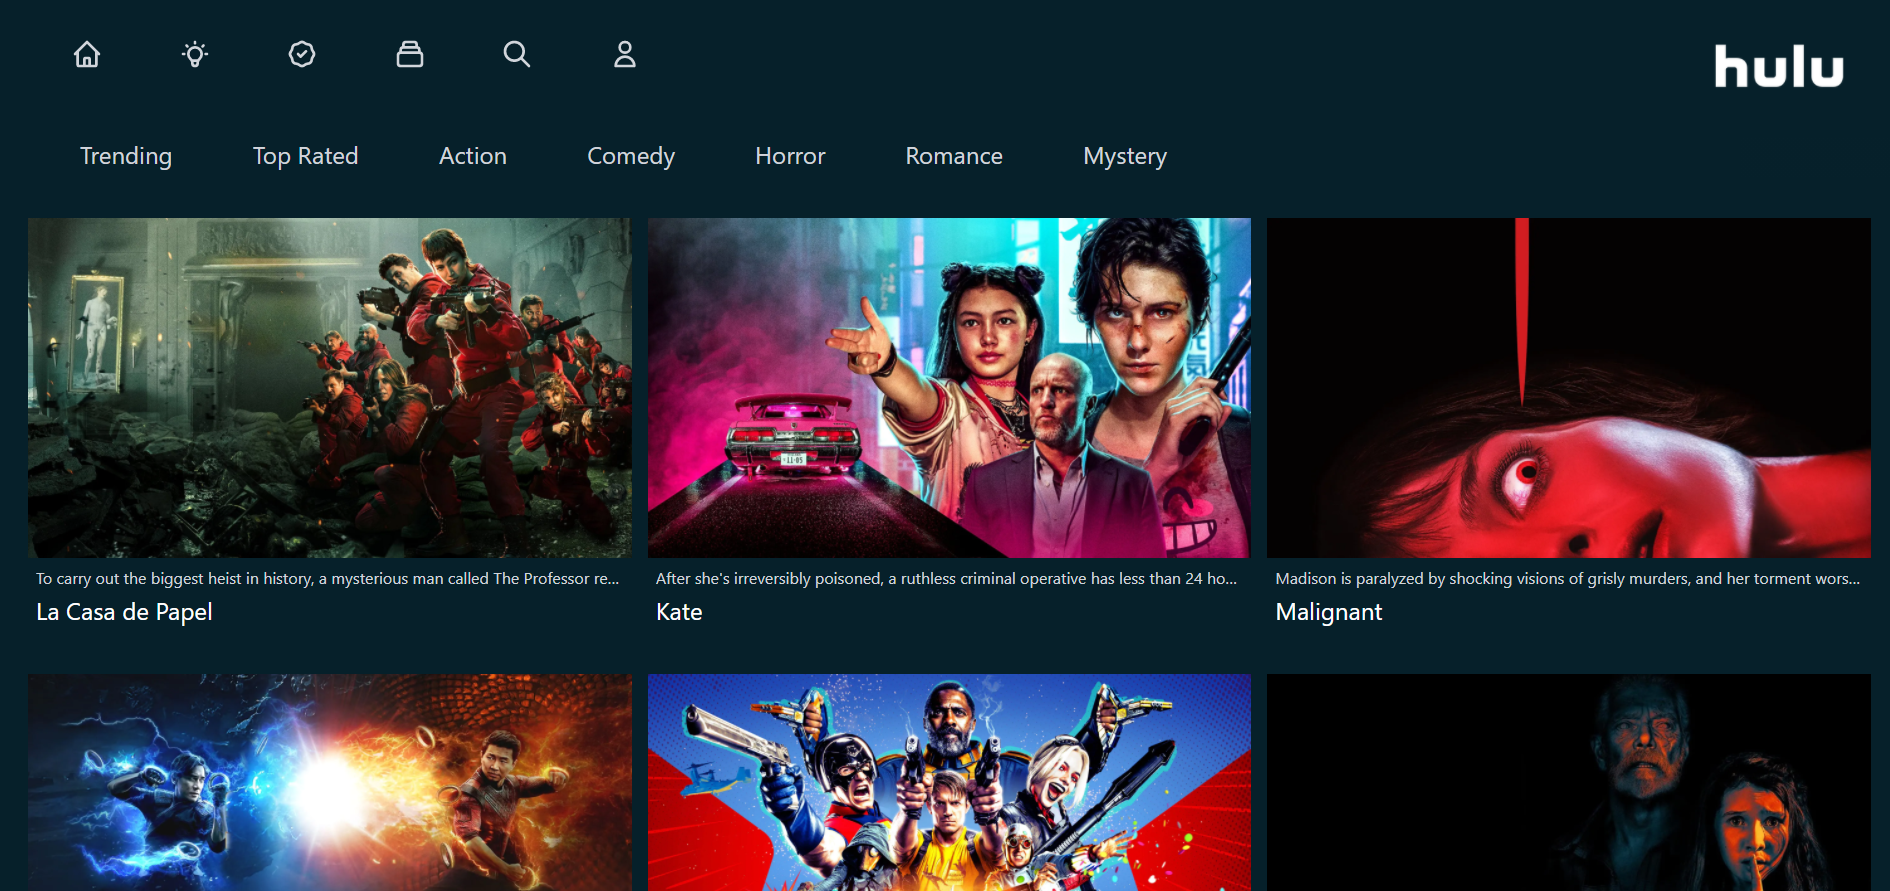 hulu
Trending Top Rated Action Comedy Horror Romance Mystery
To carry out the biggest heist in history, a mysterious man called The Professor re...
La Casa de Papel
After she's irreversibly poisoned, a ruthless criminal operative has less than 24 ho...
Kate
Madison is paralyzed by shocking visions of grisly murders, and her torment wors...
Malignant